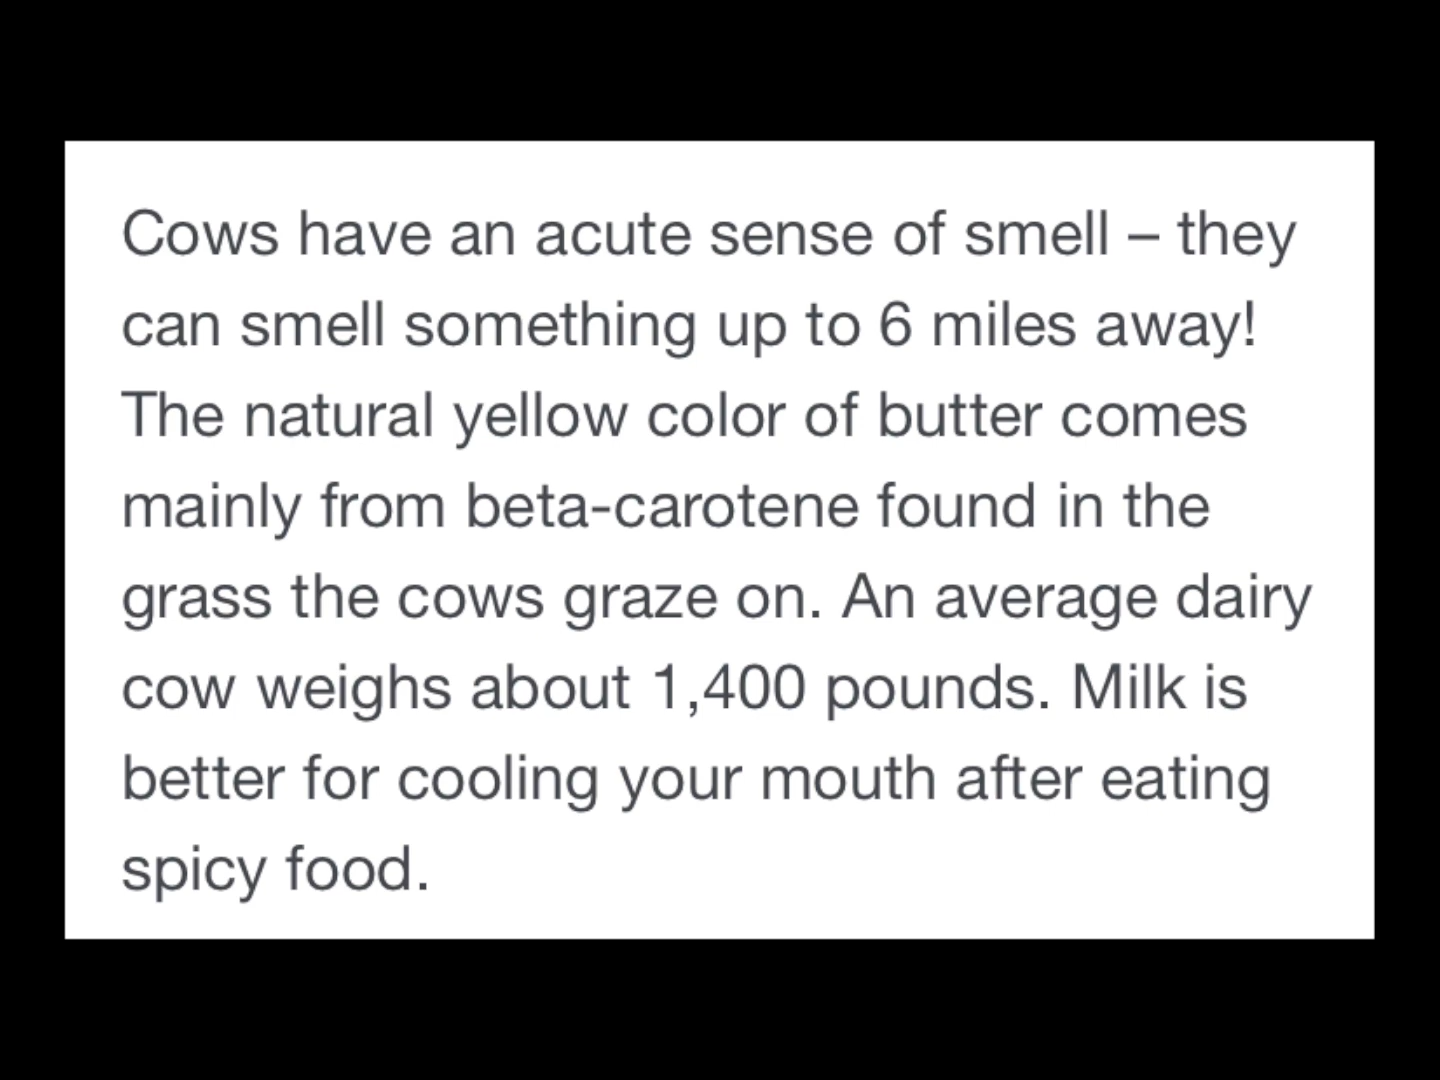 Cows have an acute sense of smell – they
can smell something up to 6 miles away!
The natural yellow color of butter comes
mainly from beta-carotene found in the
grass the cows graze on. An average dairy
cow weighs about 1,400 pounds. Milk is
better for cooling your mouth after eating
spicy food.